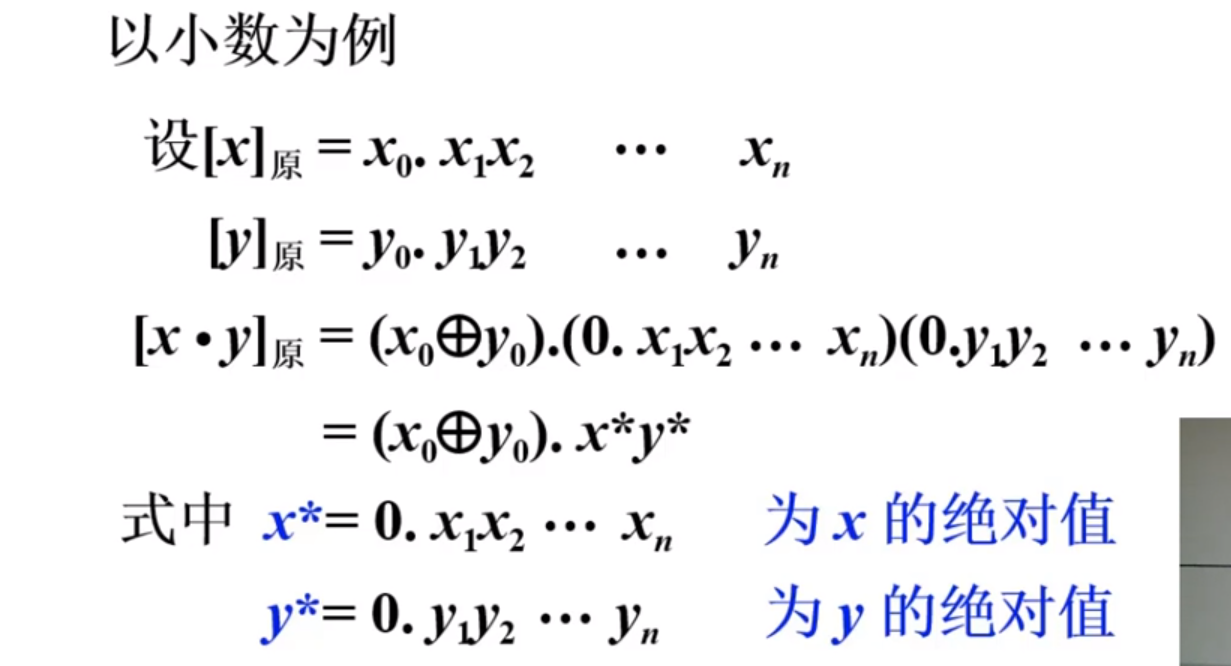 以小数为例
设[x]原 = x₀. x₁x₂ … xₙ
[y]原 = y₀. y₁y₂ … yₙ
[x • y]原 = (x₀⊕y₀).(0. x₁x₂ … xₙ)(0.y₁y₂ … yₙ)
= (x₀⊕y₀). x*y*
式中 x*= 0. x₁x₂ … xₙ 为 x 的绝对值
y*= 0. y₁y₂ … yₙ 为 y 的绝对值